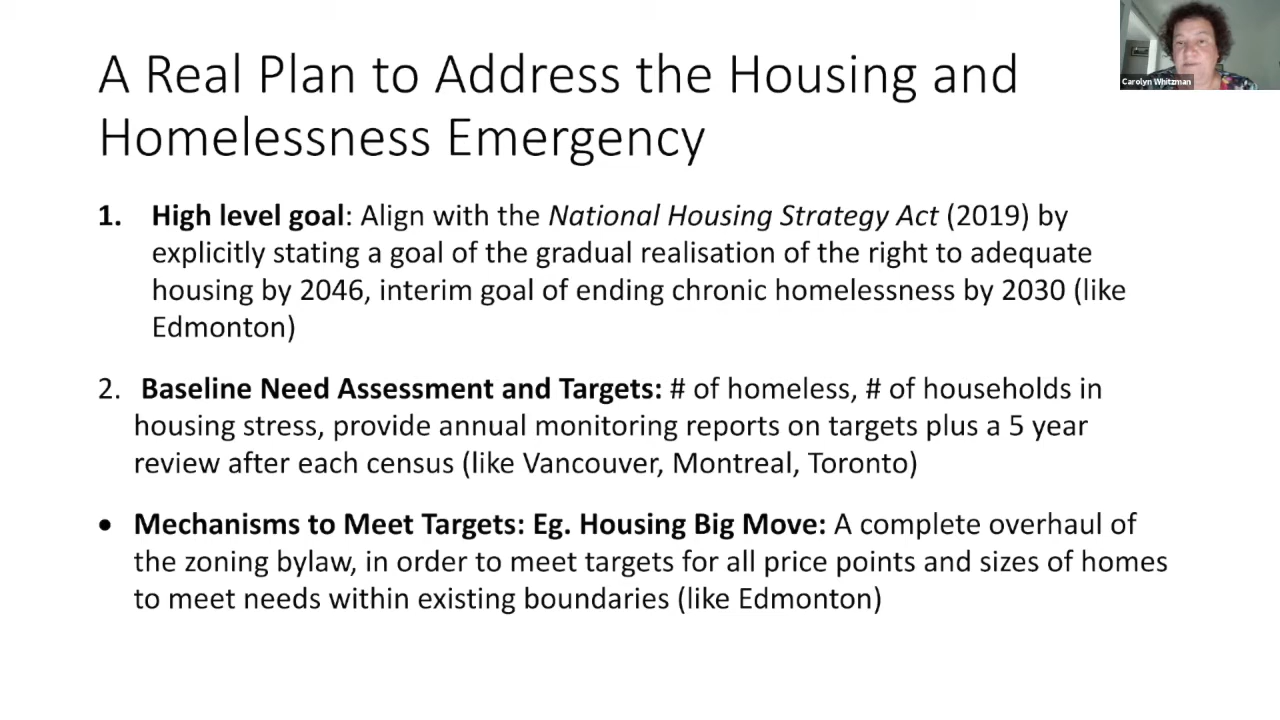 A Real Plan to Address the Housing and
Homelessness Emergency
Carolyn Whitzman
1. High level goal: Align with the National Housing Strategy Act (2019) by
explicitly stating a goal of the gradual realisation of the right to adequate
housing by 2046, interim goal of ending chronic homelessness by 2030 (like
Edmonton)
2. Baseline Need Assessment and Targets: # of homeless, # of households in
housing stress, provide annual monitoring reports on targets plus a 5 year
review after each census (like Vancouver, Montreal, Toronto)
• Mechanisms to Meet Targets: Eg. Housing Big Move: A complete overhaul of
the zoning bylaw, in order to meet targets for all price points and sizes of homes
to meet needs within existing boundaries (like Edmonton)